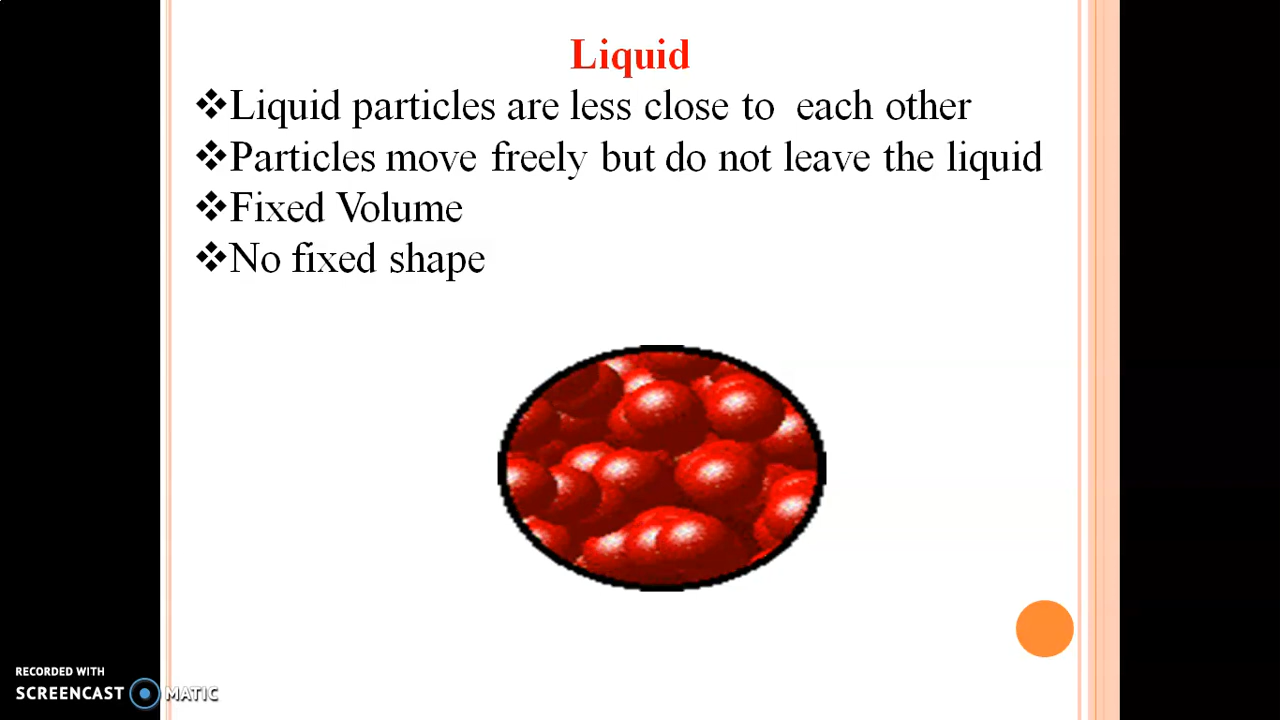 Liquid
❖Liquid particles are less close to each other
❖Particles move freely but do not leave the liquid
❖Fixed Volume
❖No fixed shape
RECORDED WITH
SCREENCAST MATIC